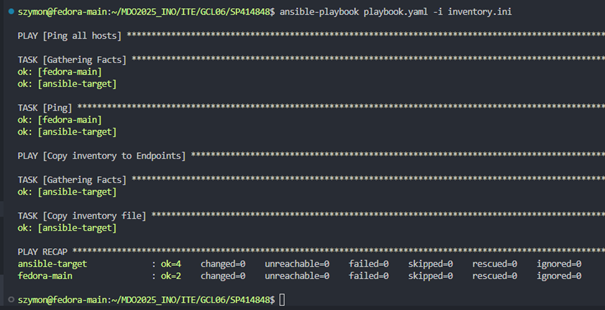 szymon@fedora-main:~/MDO2025_INO/ITE/GCL06/SP414848$ ansible-playbook playbook.yaml -i inventory.ini
PLAY [Ping all hosts] ******************************************************************************
TASK [Gathering Facts] *****************************************************************************
ok: [fedora-main]
ok: [ansible-target]
TASK [Ping] ****************************************************************************************
ok: [fedora-main]
ok: [ansible-target]
PLAY [Copy inventory to Endpoints] *****************************************************************
TASK [Gathering Facts] *****************************************************************************
ok: [ansible-target]
TASK [Copy inventory file] *************************************************************************
ok: [ansible-target]
PLAY RECAP *****************************************************************************************
ansible-target : ok=4 changed=0 unreachable=0 failed=0 skipped=0 rescued=0 ignored=0
fedora-main : ok=2 changed=0 unreachable=0 failed=0 skipped=0 rescued=0 ignored=0
szymon@fedora-main:~/MDO2025_INO/ITE/GCL06/SP414848$